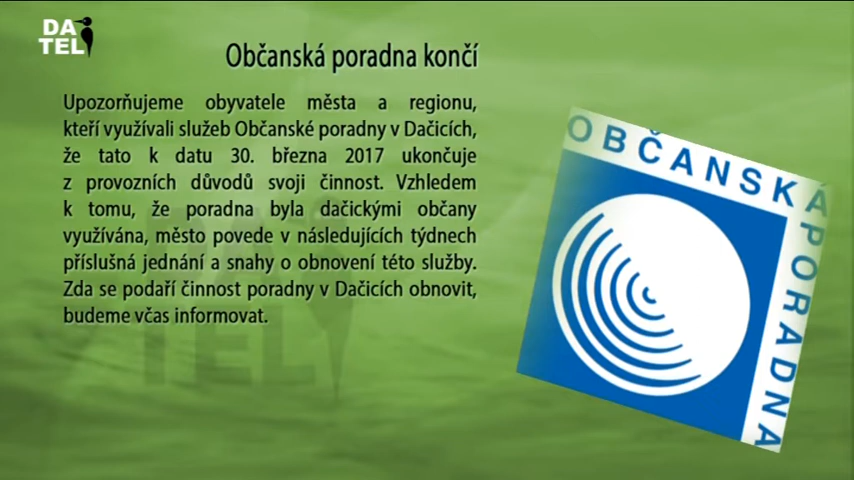 DA
TEL
Občanská poradna končí
Upozorňujeme obyvatele města a regionu,
kteří využívali služeb Občanské poradny v Dačicích,
že tato k datu 30. března 2017 ukončuje
z provozních důvodů svoji činnost. Vzhledem
k tomu, že poradna byla dačickými občany
využívána, město povede v následujících týdnech
příslušná jednání a snahy o obnovení této služby.
Zda se podaří činnost poradny v Dačicích obnovit,
budeme včas informovat.
OBČANSKÁ
PORADNA
TEL